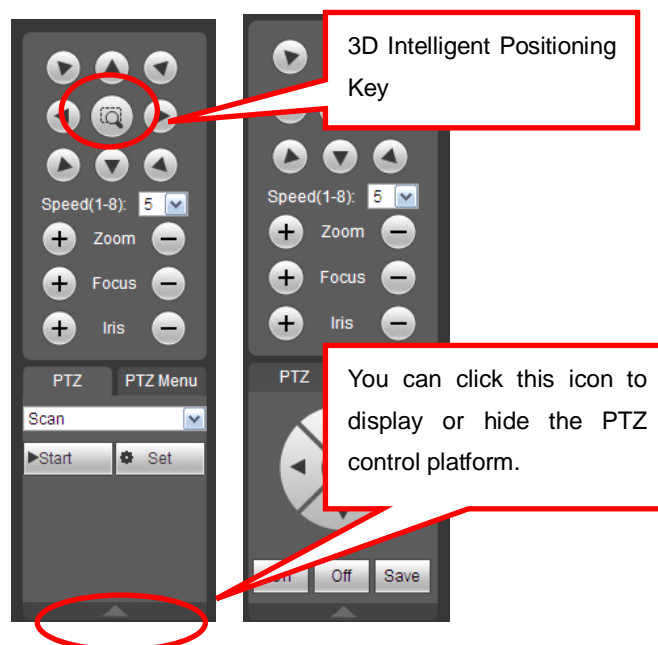 3D Intelligent Positioning
Key
Speed(1-8): 5
+ Zoom −
+ Focus −
+ Iris −
PTZ PTZ Menu
Scan
Start Set
Speed(1-8): 5
+ Zoom −
+ Focus −
+ Iris −
PTZ
You can click this icon to
display or hide the PTZ
control platform.
Off Save